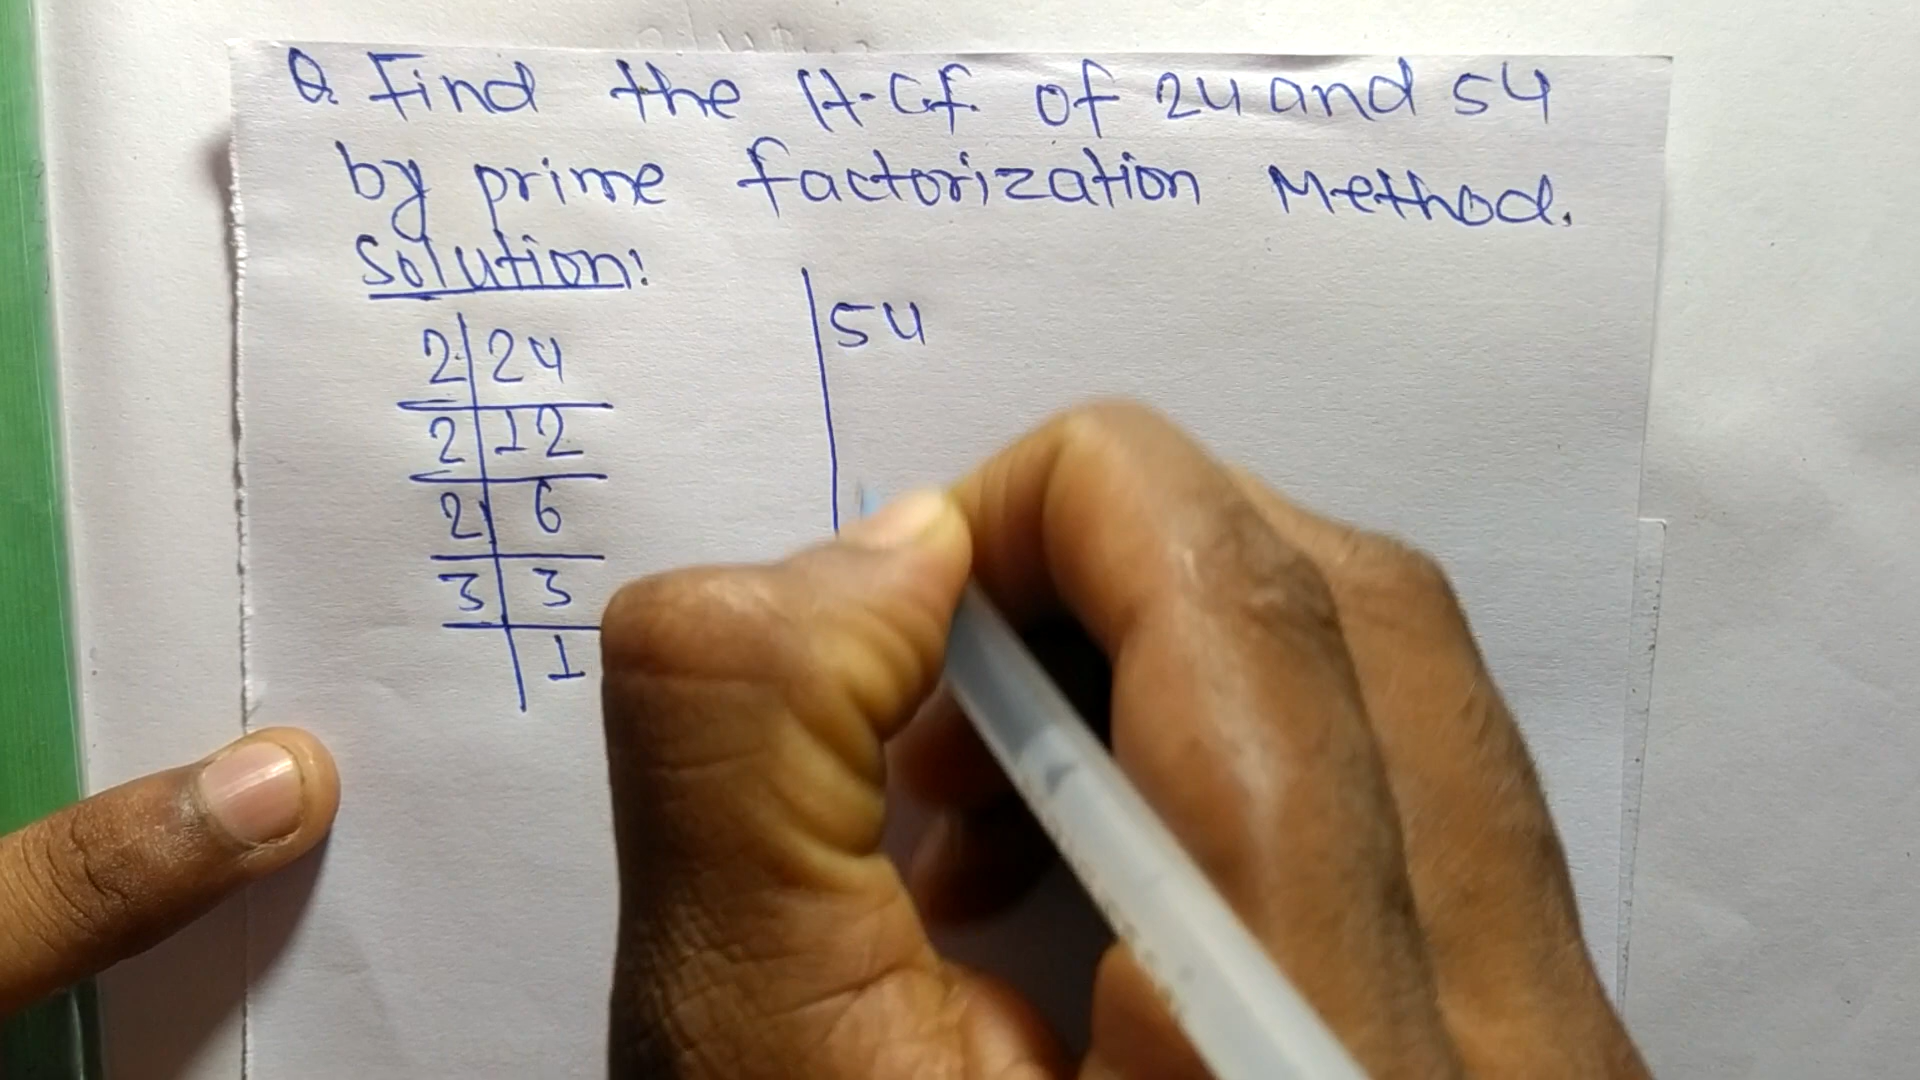 Q. Find the H.C.f. of 24 and 54
by prime factorization Method.
Solution:
2 24
2 12
2 6
3 3
1
54